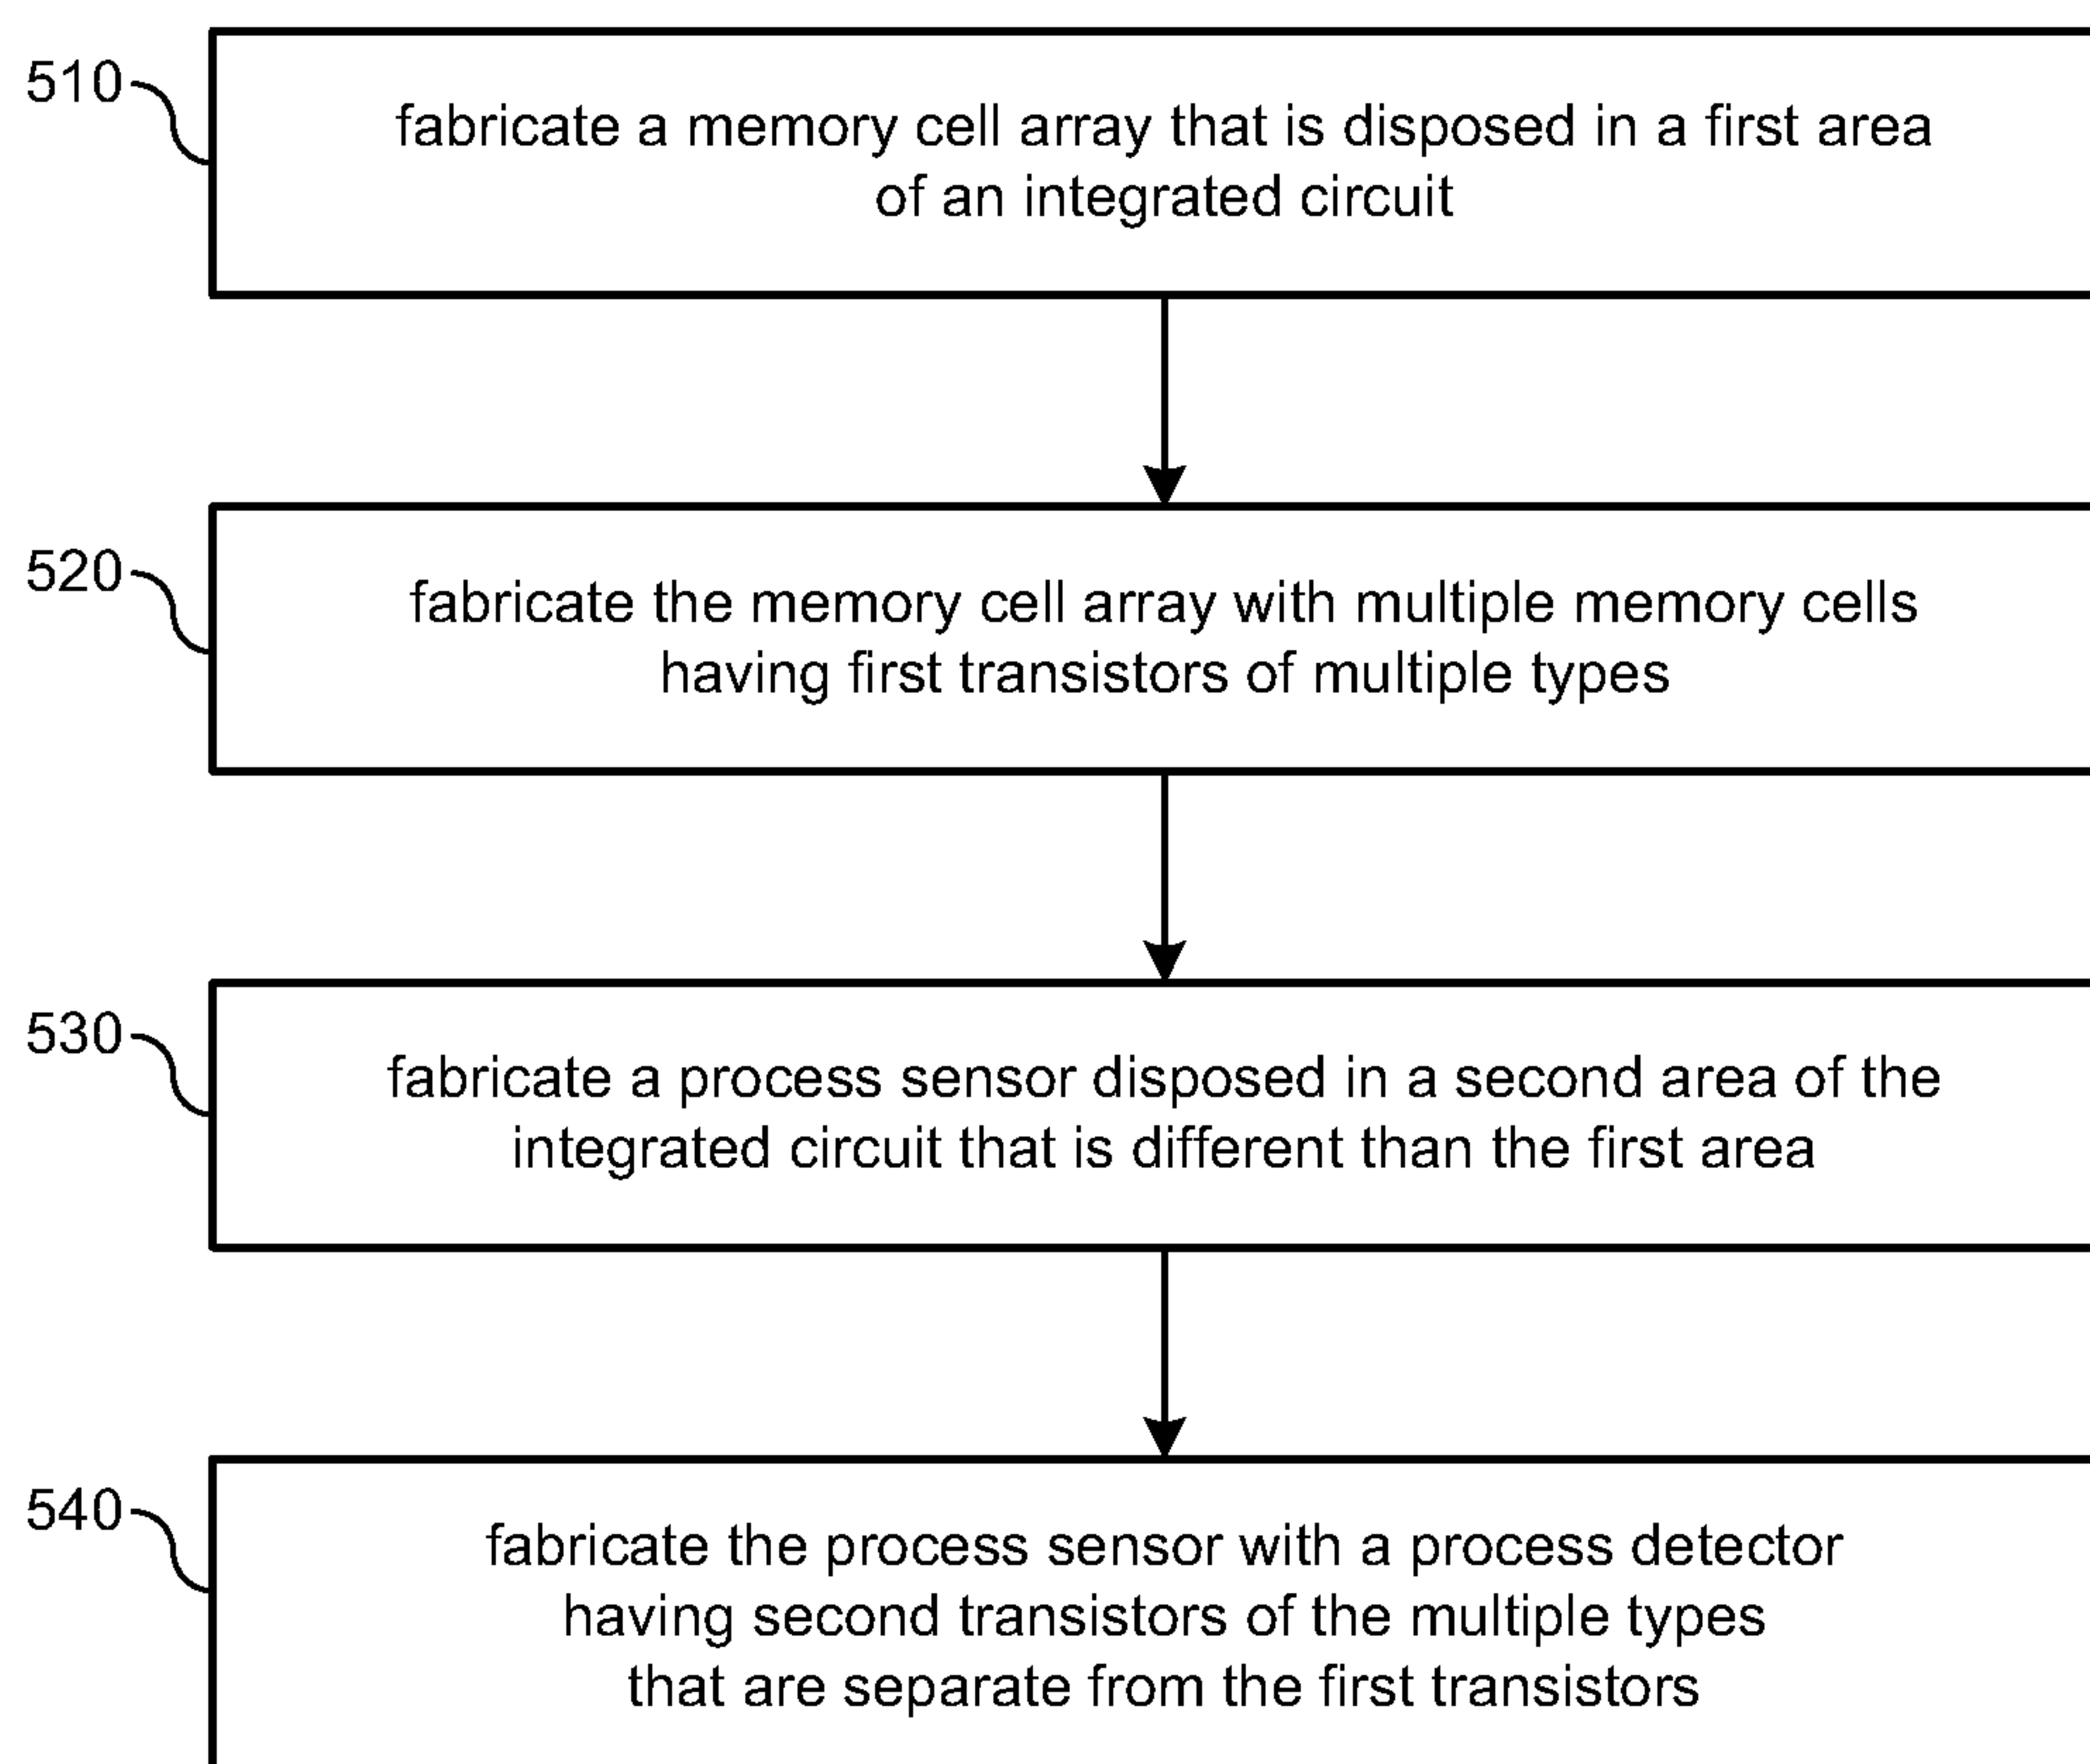 510
fabricate a memory cell array that is disposed in a first area
of an integrated circuit
520
fabricate the memory cell array with multiple memory cells
having first transistors of multiple types
530
fabricate a process sensor disposed in a second area of the
integrated circuit that is different than the first area
540
fabricate the process sensor with a process detector
having second transistors of the multiple types
that are separate from the first transistors